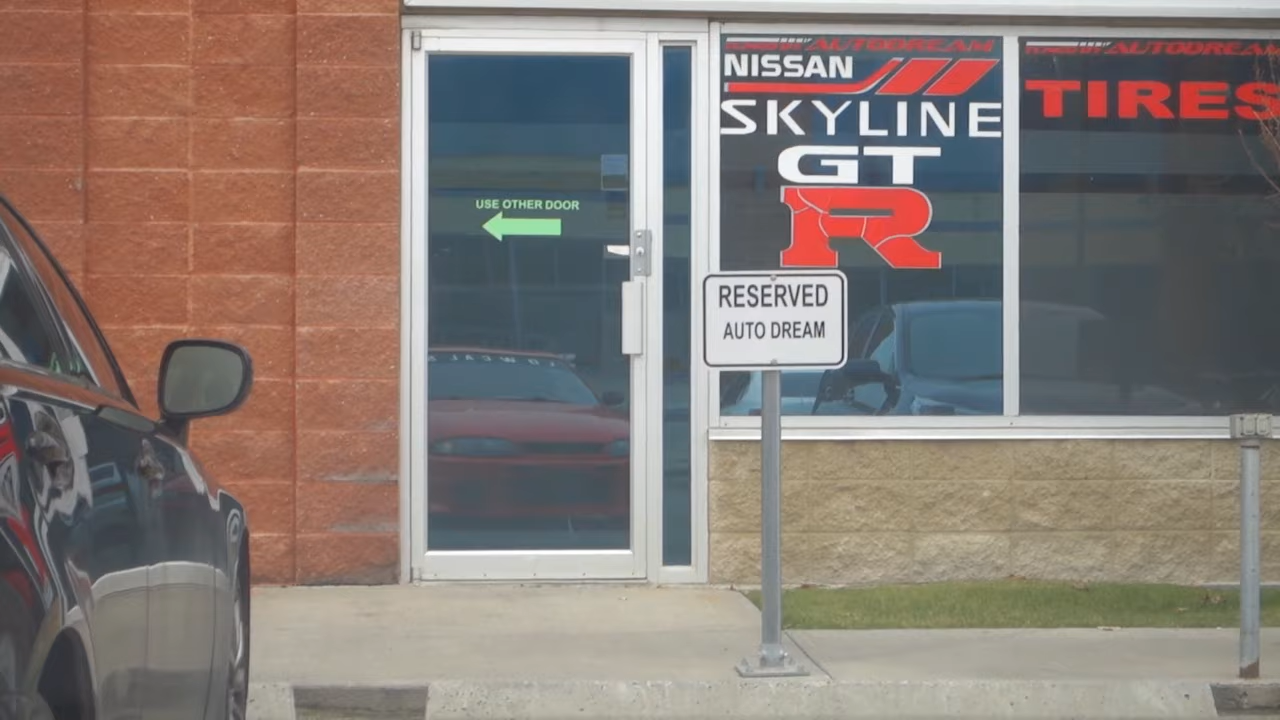 USE OTHER DOOR
AUTODREAM
NISSAN
SKYLINE
GT
R
AUTODREAM
TIRES
RESERVED
AUTO DREAM